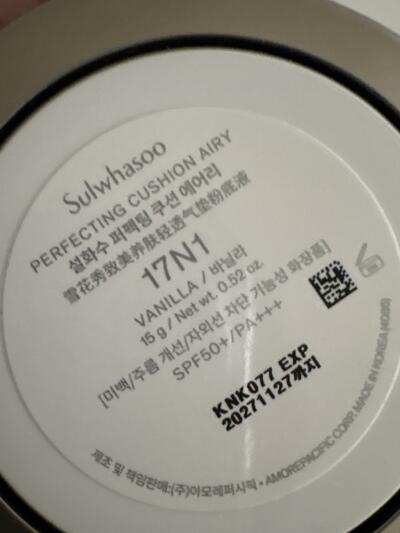 Sulwhasoo
PERFECTING CUSHION AIRY
설화수 퍼펙팅 쿠션 에어리
雪花秀致美养肤轻透气垫粉底液
17N1
VANILLA / 바닐라
15 g / Net wt. 0.52 oz
[미백/주름 개선/자외선 차단 기능성 화장품]
SPF50+/PA+++
KNK077 EXP
20271127까지
제조 및 책임판매:(주)아모레퍼시픽 • AMOREPACIFIC CORP. MADE IN KOREA (4086)